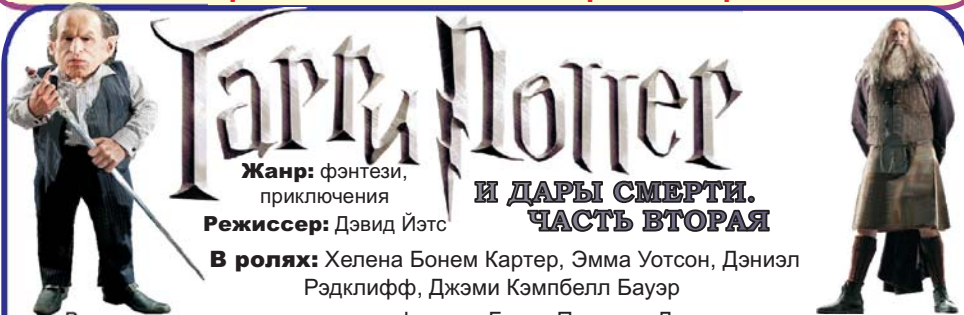 Гарри Поттер
И ДАРЫ СМЕРТИ.
ЧАСТЬ ВТОРАЯ
Жанр: фэнтези,
приключения
Режиссер: Дэвид Йэтс
В ролях: Хелена Бонем Картер, Эмма Уотсон, Дэниэл
Рэдклифф, Джэми Кэмпбелл Бауэр